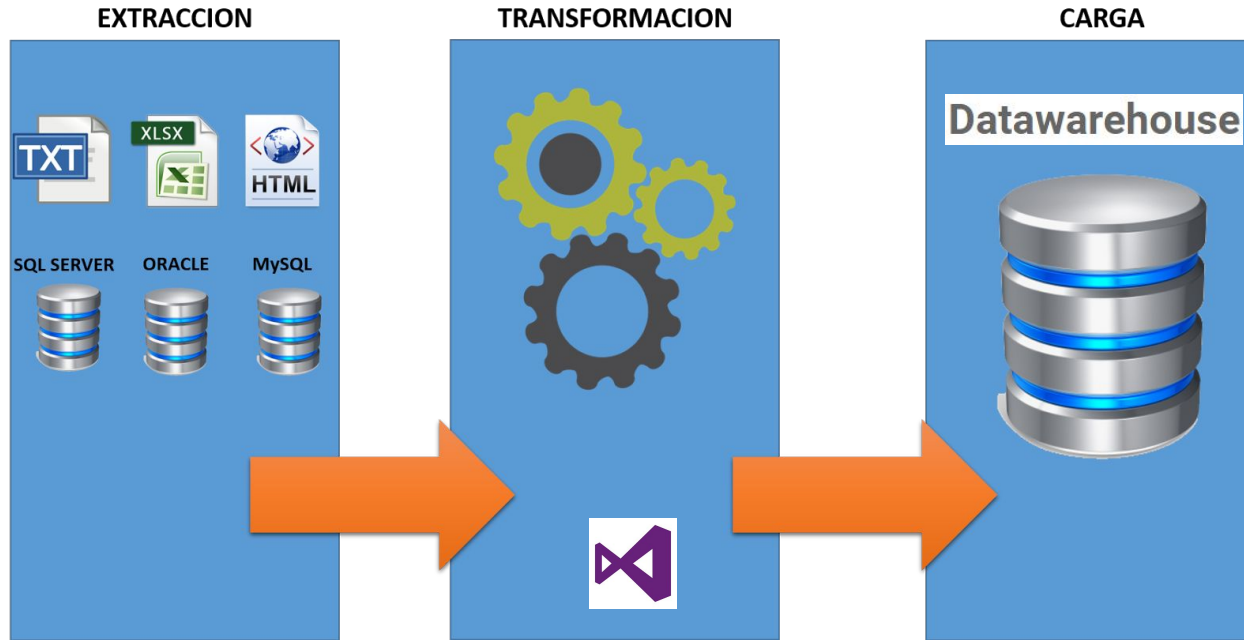 EXTRACCION
TRANSFORMACION
CARGA
TXT
XLSX
X
<>
HTML
SQL SERVER
ORACLE
MySQL
Datawarehouse